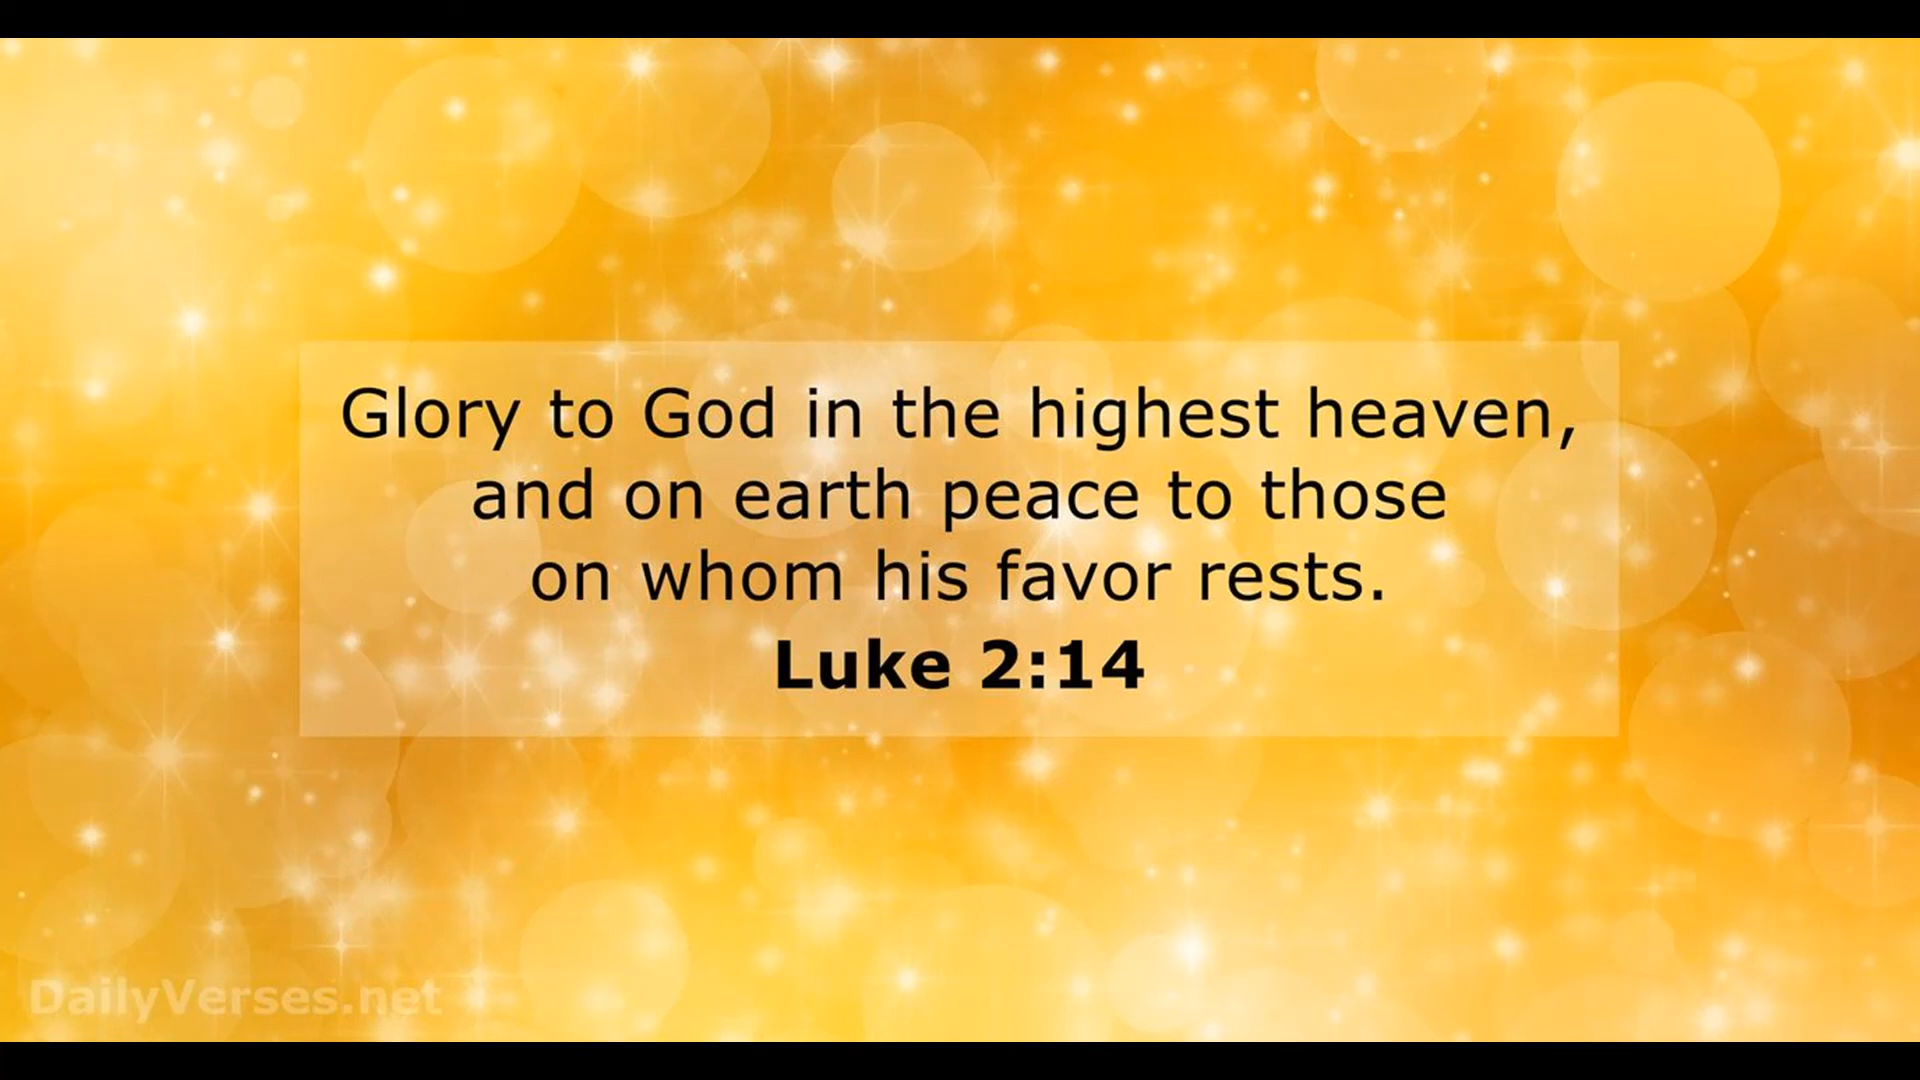 Glory to God in the highest heaven,
and on earth peace to those
on whom his favor rests.
Luke 2:14
DailyVerses.net